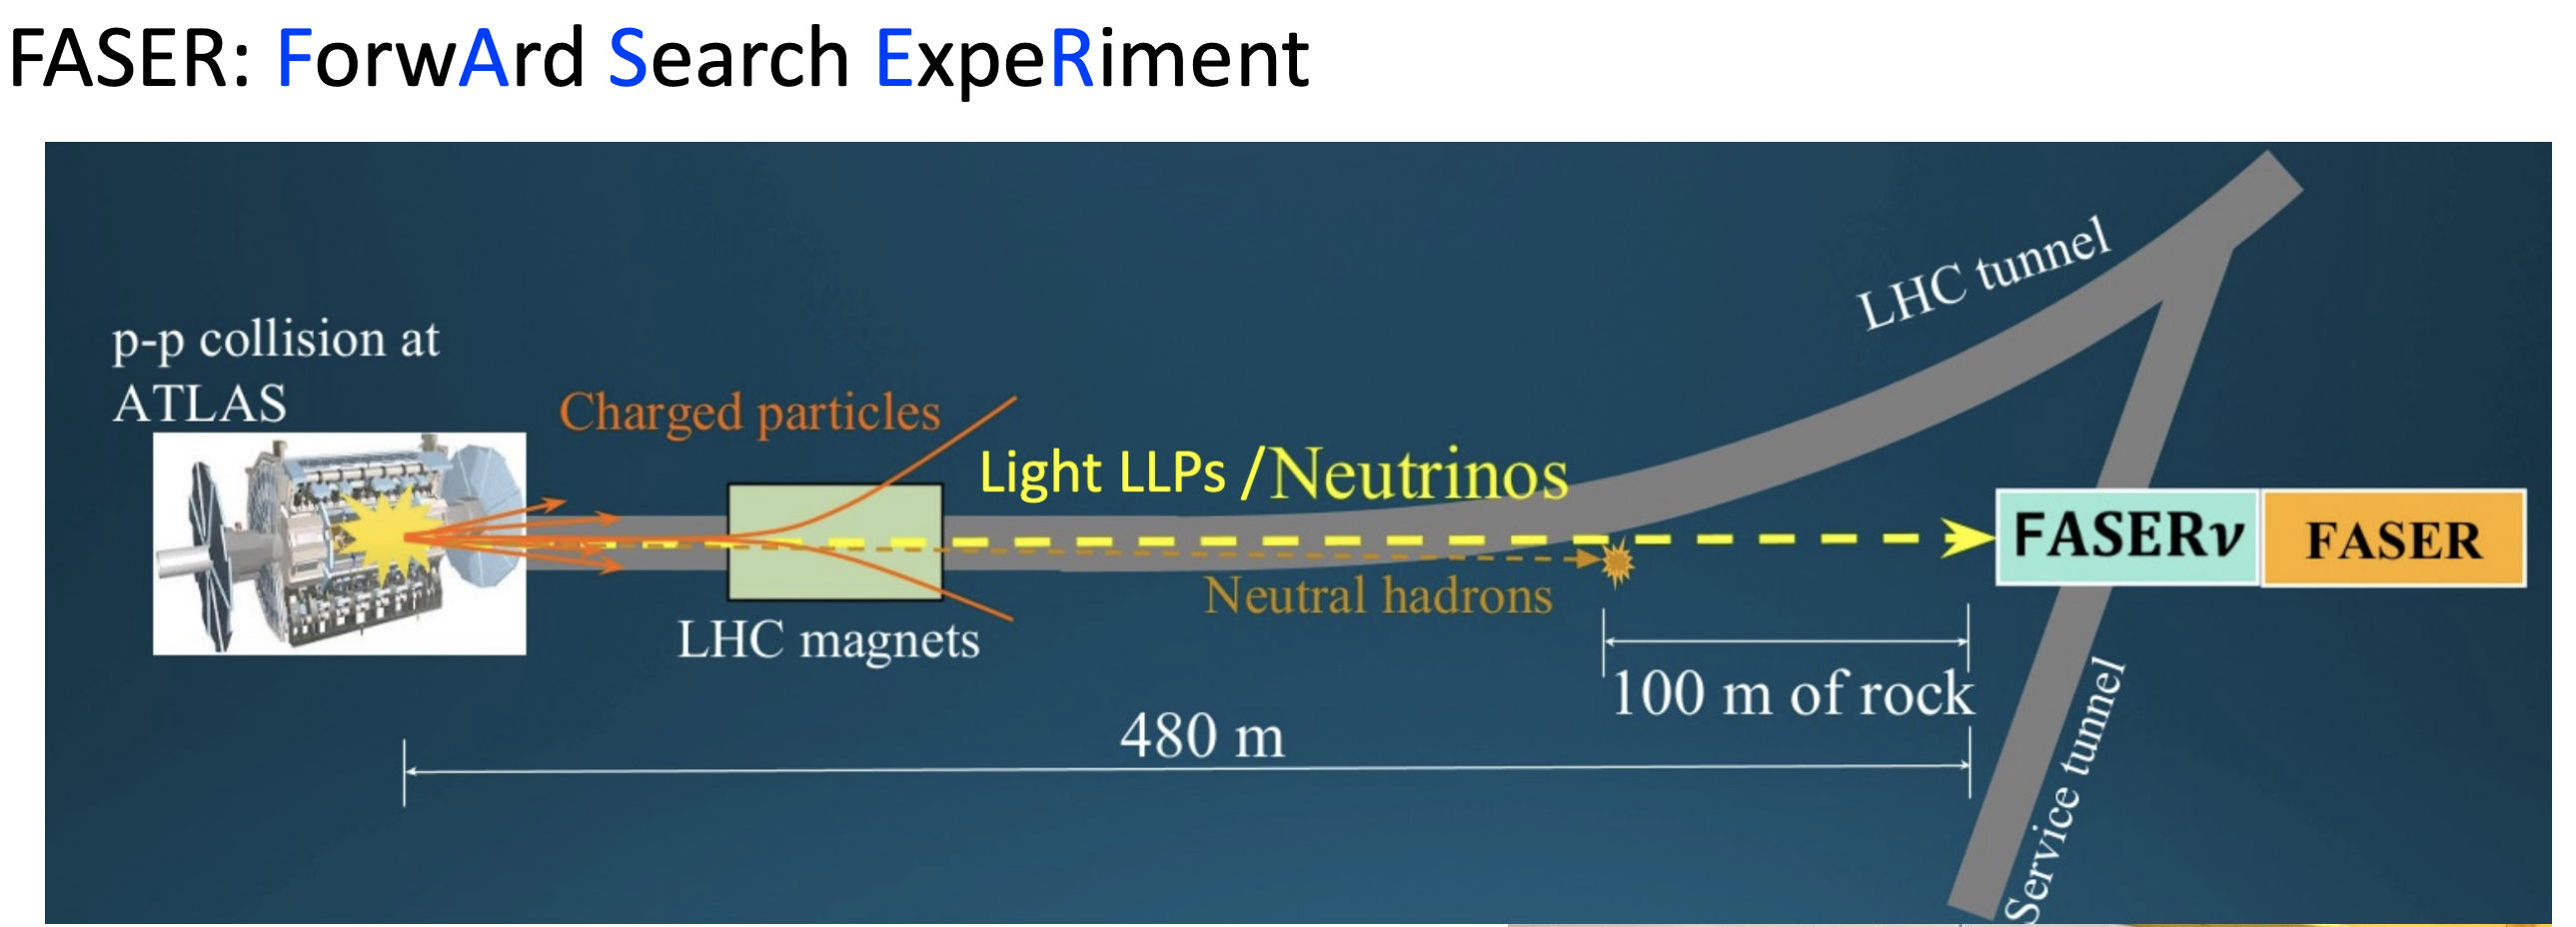 FASER: ForwArd Search ExpeRiment
p-p collision at
ATLAS
Charged particles
Light LLPs /Neutrinos
LHC tunnel
FASERν
FASER
Neutral hadrons
LHC magnets
100 m of rock
480 m
Service tunnel